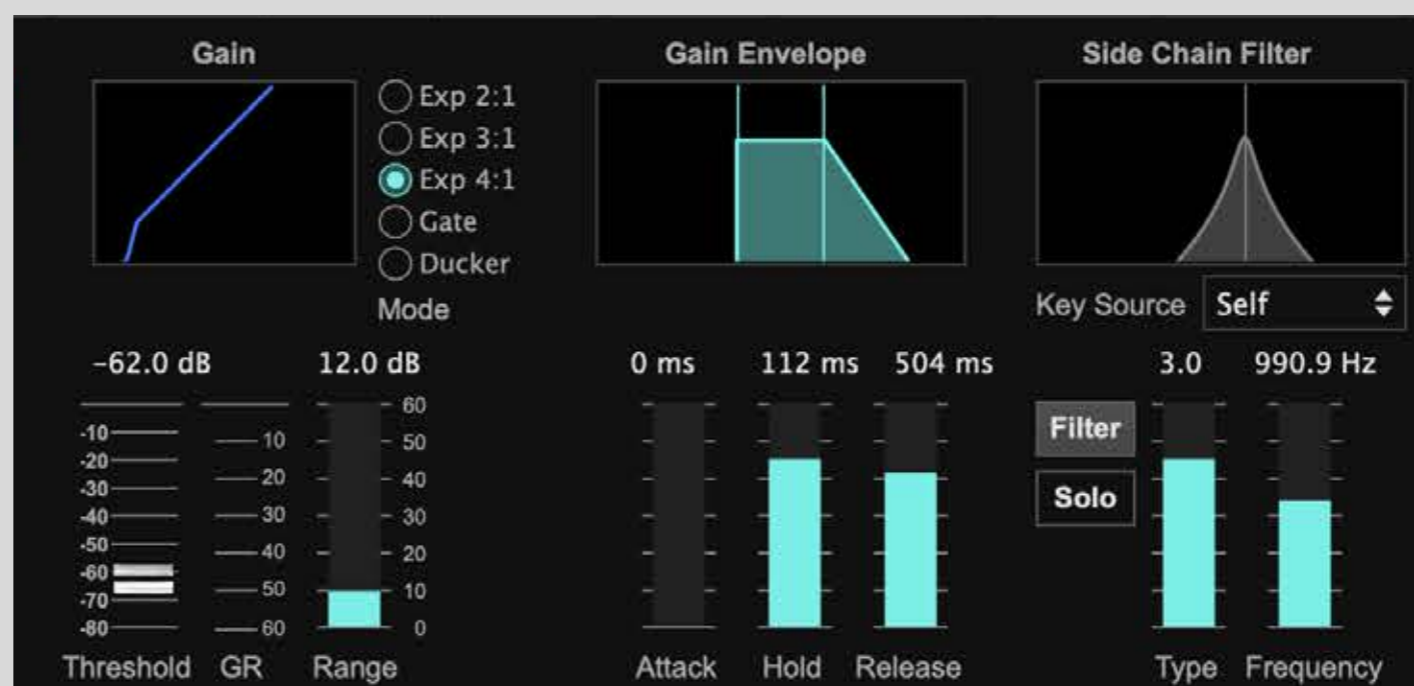 Gain
Gain Envelope
Side Chain Filter
Exp 2:1
Exp 3:1
Exp 4:1
Gate
Ducker
Mode
Key Source Self
-62.0 dB 12.0 dB 0 ms 112 ms 504 ms 3.0 990.9 Hz
-10
-20
-30
-40
-50
-60
-70
-80
10
20
30
40
50
60
60
50
40
30
20
10
0
Filter
Solo
Threshold GR Range Attack Hold Release Type Frequency